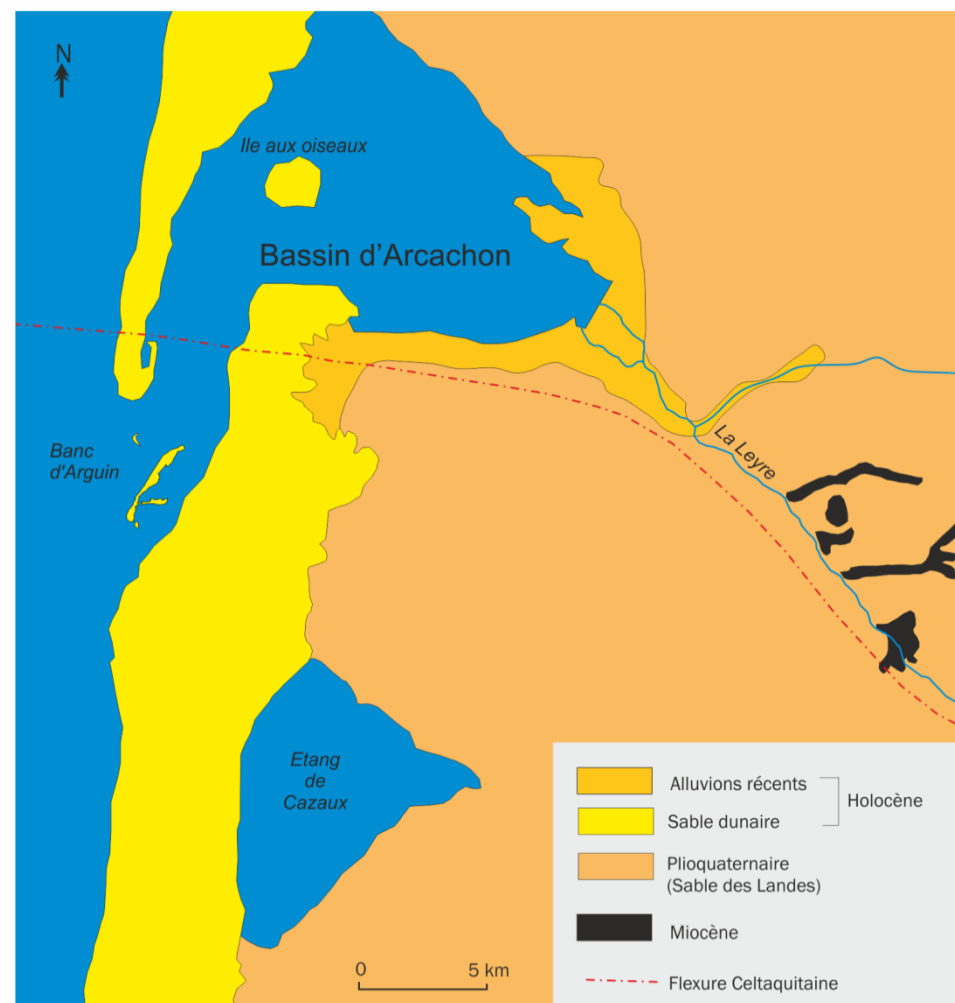 N
Ile aux oiseaux
Bassin d'Arcachon
Banc
d'Arguin
La Leyre
Etang
de
Cazaux
0 5 km
Alluvions récents
Holocène
Sable dunaire
Plioquaternaire
(Sable des Landes)
Miocène
Flexure Celtaquitaine